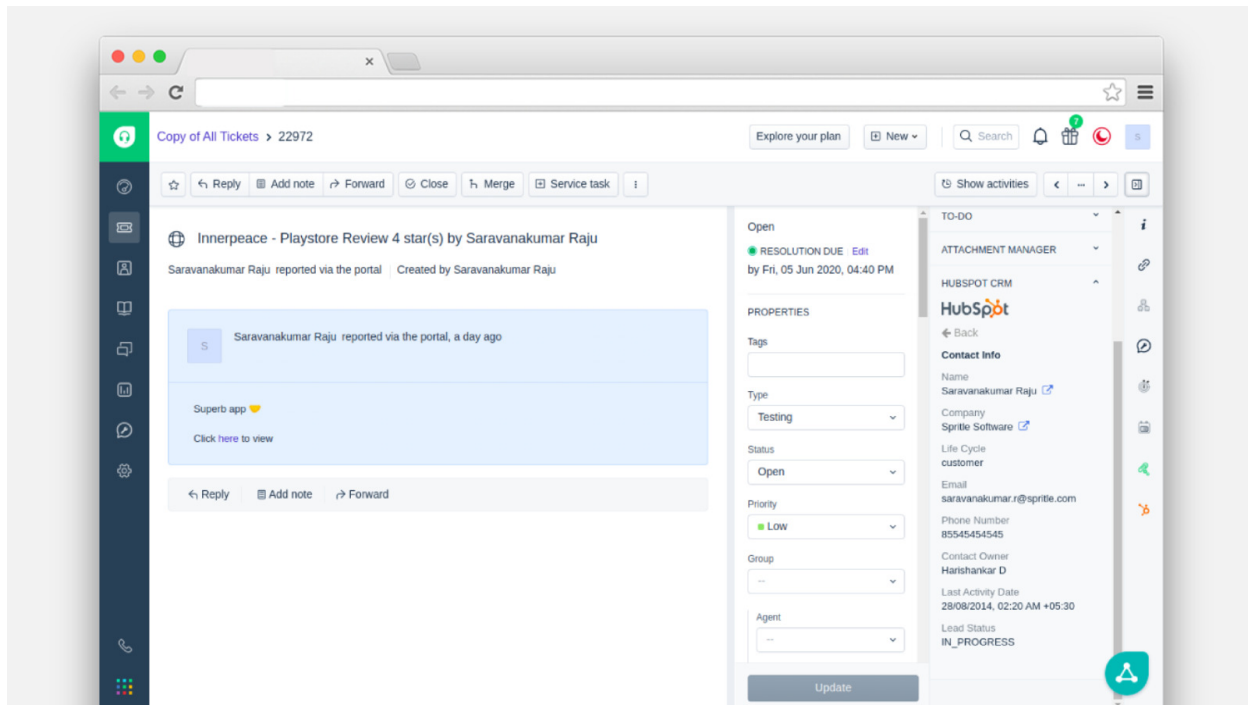 Copy of All Tickets > 22972
Explore your plan
New
Search
7
S
Reply
Add note
Forward
Close
Merge
Service task
Show activities
Innerpeace - Playstore Review 4 star(s) by Saravanakumar Raju
Saravanakumar Raju reported via the portal
Created by Saravanakumar Raju
S
Saravanakumar Raju reported via the portal, a day ago
Superb app 🤝
Click here to view
Reply
Add note
Forward
Open
RESOLUTION DUE Edit
by Fri, 05 Jun 2020, 04:40 PM
PROPERTIES
Tags
Type
Testing
Status
Open
Priority
Low
Group
--
Agent
--
Update
TO-DO
ATTACHMENT MANAGER
HUBSPOT CRM
HubSpot
Back
Contact Info
Name
Saravanakumar Raju
Company
Spritle Software
Life Cycle
customer
Email
saravanakumar.r@spritle.com
Phone Number
85545454545
Contact Owner
Harishankar D
Last Activity Date
28/08/2014, 02:20 AM +05:30
Lead Status
IN_PROGRESS